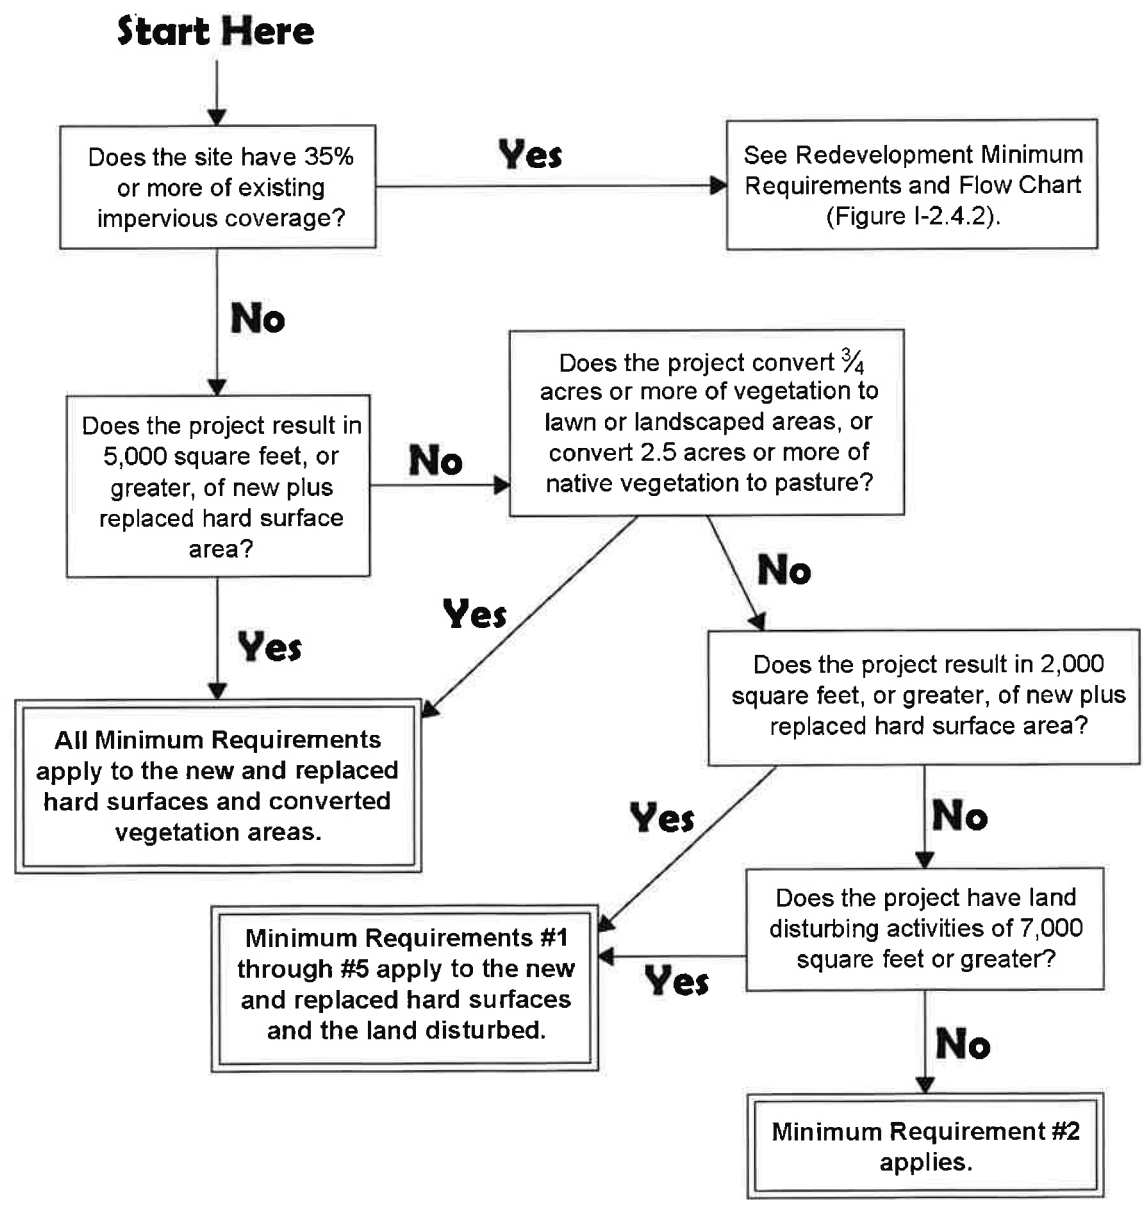 Start Here
Does the site have 35%
or more of existing
impervious coverage?
Yes
See Redevelopment Minimum
Requirements and Flow Chart
(Figure I-2.4.2).
No
Does the project result in
5,000 square feet, or
greater, of new plus
replaced hard surface
area?
No
Does the project convert ¾
acres or more of vegetation to
lawn or landscaped areas, or
convert 2.5 acres or more of
native vegetation to pasture?
Yes
Yes
No
All Minimum Requirements
apply to the new and replaced
hard surfaces and converted
vegetation areas.
Does the project result in 2,000
square feet, or greater, of new plus
replaced hard surface area?
Yes
No
Minimum Requirements #1
through #5 apply to the new
and replaced hard surfaces
and the land disturbed.
Does the project have land
disturbing activities of 7,000
square feet or greater?
Yes
No
Minimum Requirement #2
applies.